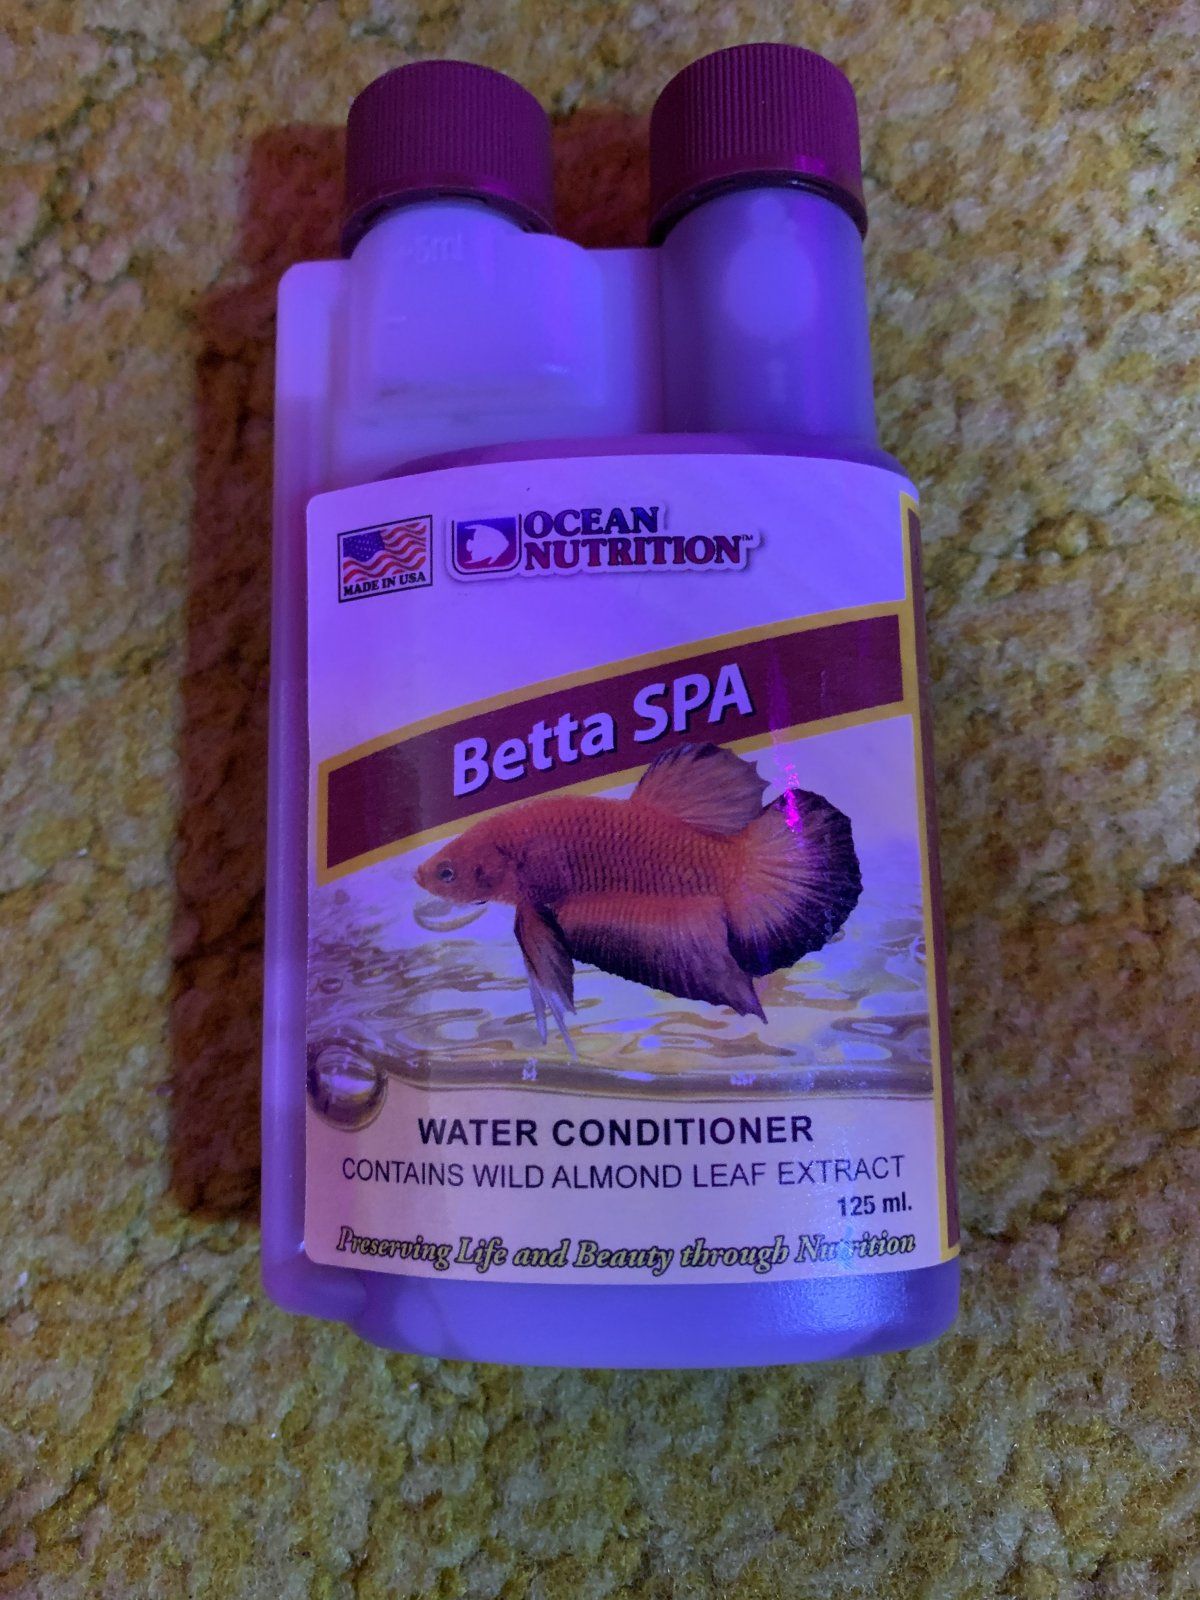 5ml
MADE IN USA
OCEAN
NUTRITION™
Betta SPA
WATER CONDITIONER
CONTAINS WILD ALMOND LEAF EXTRACT
125 ml.
Preserving Life and Beauty through Nutrition